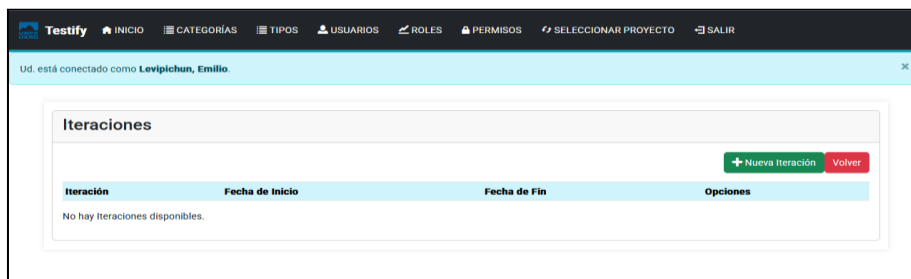 Testify INICIO CATEGORÍAS TIPOS USUARIOS ROLES PERMISOS SELECCIONAR PROYECTO SALIR
Ud. está conectado como Levipichun, Emilio. ×
Iteraciones
+ Nueva Iteración Volver
Iteración Fecha de Inicio Fecha de Fin Opciones
No hay Iteraciones disponibles.